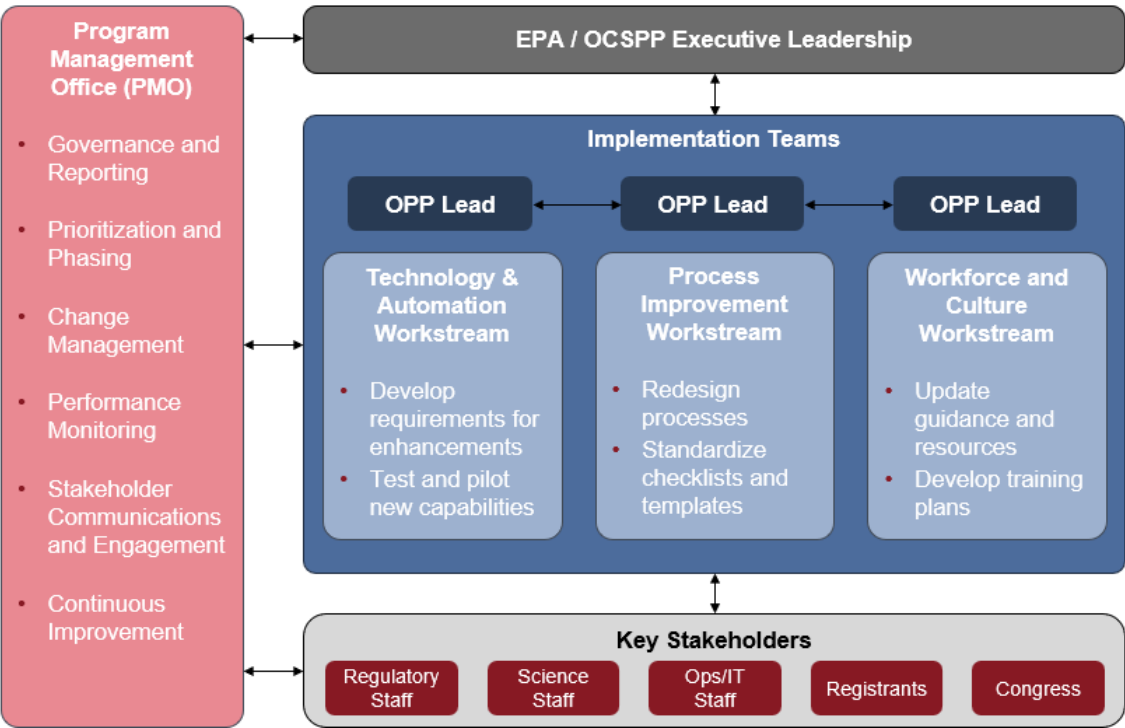 Program
Management
Office (PMO)
• Governance and
Reporting
• Prioritization and
Phasing
• Change
Management
• Performance
Monitoring
• Stakeholder
Communications
and Engagement
• Continuous
Improvement
EPA / OCSPP Executive Leadership
Implementation Teams
OPP Lead
OPP Lead
OPP Lead
Technology &
Automation
Workstream
• Develop
requirements for
enhancements
• Test and pilot
new capabilities
Process
Improvement
Workstream
• Redesign
processes
• Standardize
checklists and
templates
Workforce and
Culture
Workstream
• Update
guidance and
resources
• Develop training
plans
Key Stakeholders
Regulatory
Staff
Science
Staff
Ops/IT
Staff
Registrants
Congress